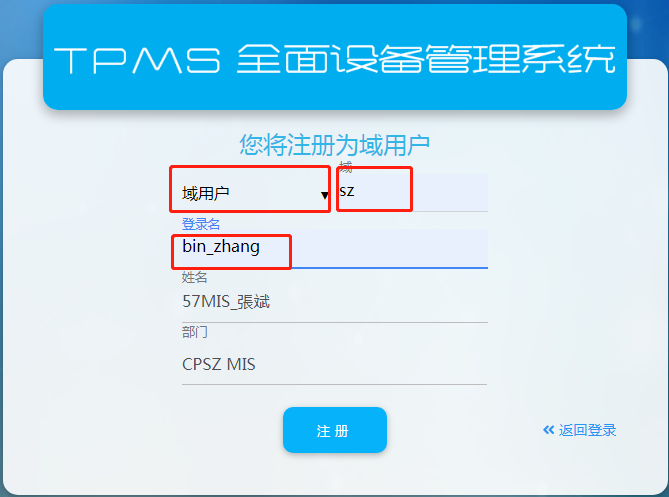 TPMS 全面设备管理系统
您将注册为域用户
域
域用户 sz
登录名
bin_zhang
姓名
57MIS_張斌
部门
CPSZ MIS
注册
返回登录